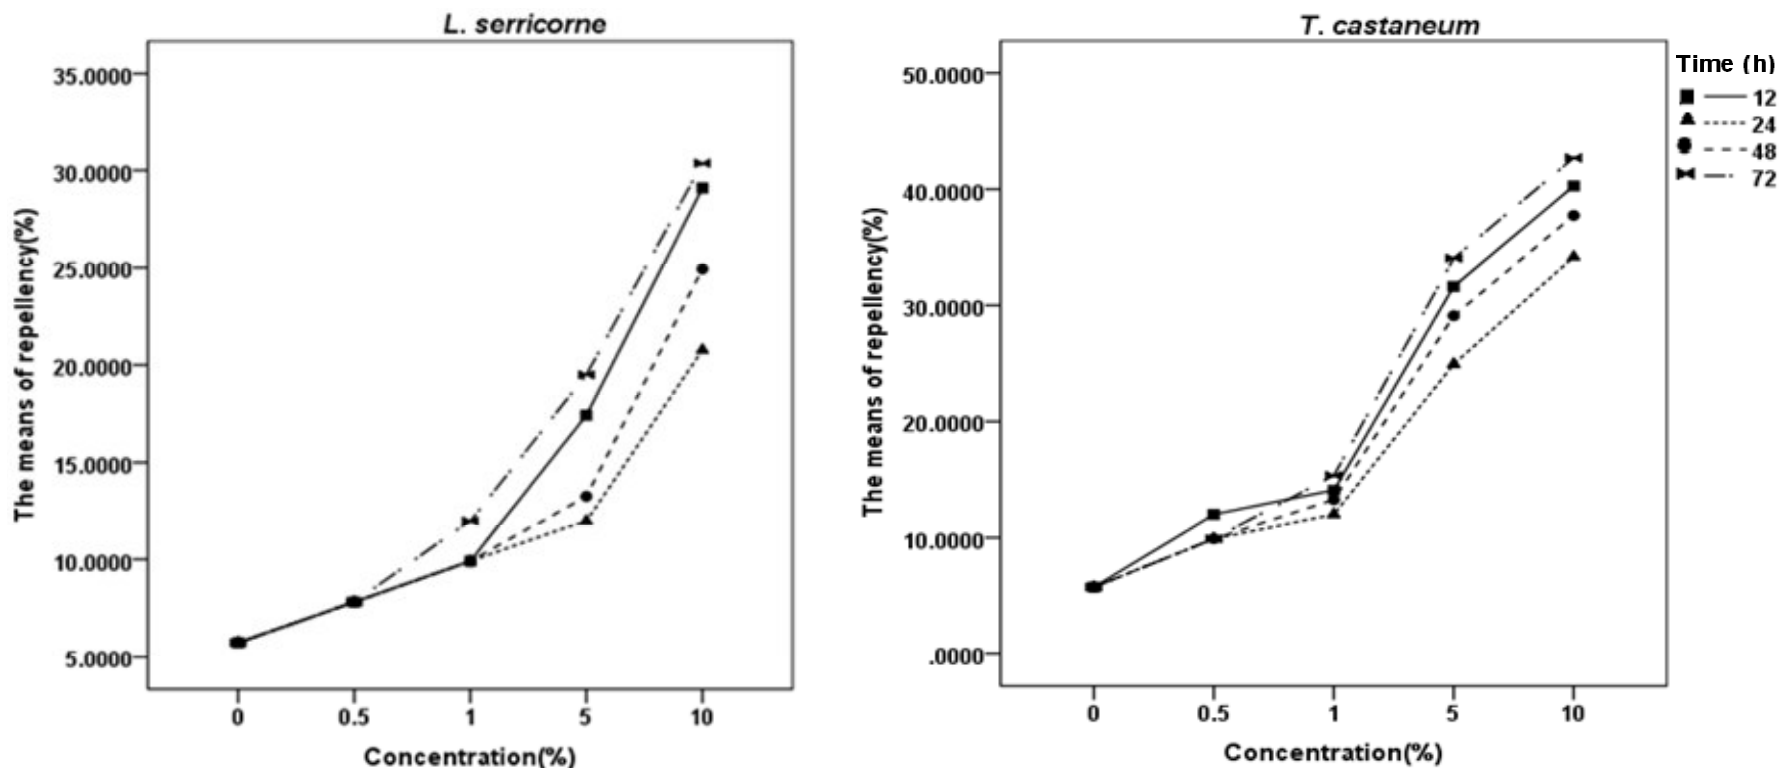 L. serricorne
35.0000
30.0000
25.0000
20.0000
15.0000
10.0000
5.0000
The means of repellency(%)
0 0.5 1 5 10
Concentration(%)
T. castaneum
50.0000
40.0000
30.0000
20.0000
10.0000
.0000
The means of repellency(%)
0 0.5 1 5 10
Concentration(%)
Time (h)
12
24
48
72